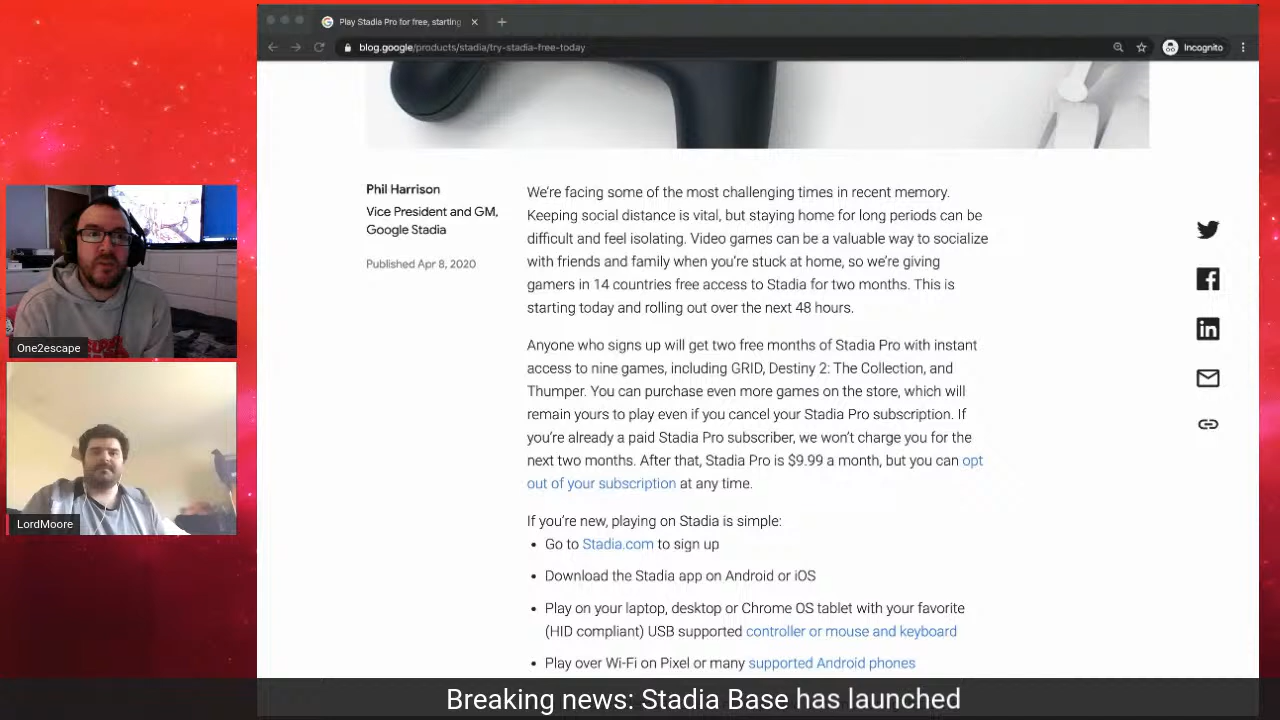 Play Stadia Pro for free, starting
blog.google/products/stadia/try-stadia-free-today
Incognito
Phil Harrison
Vice President and GM,
Google Stadia
Published Apr 8, 2020
We're facing some of the most challenging times in recent memory.
Keeping social distance is vital, but staying home for long periods can be
difficult and feel isolating. Video games can be a valuable way to socialize
with friends and family when you're stuck at home, so we're giving
gamers in 14 countries free access to Stadia for two months. This is
starting today and rolling out over the next 48 hours.
Anyone who signs up will get two free months of Stadia Pro with instant
access to nine games, including GRID, Destiny 2: The Collection, and
Thumper. You can purchase even more games on the store, which will
remain yours to play even if you cancel your Stadia Pro subscription. If
you're already a paid Stadia Pro subscriber, we won't charge you for the
next two months. After that, Stadia Pro is $9.99 a month, but you can opt
out of your subscription at any time.
If you're new, playing on Stadia is simple:
• Go to Stadia.com to sign up
• Download the Stadia app on Android or iOS
• Play on your laptop, desktop or Chrome OS tablet with your favorite
(HID compliant) USB supported controller or mouse and keyboard
• Play over Wi-Fi on Pixel or many supported Android phones
One2escape
LordMoore
Breaking news: Stadia Base has launched